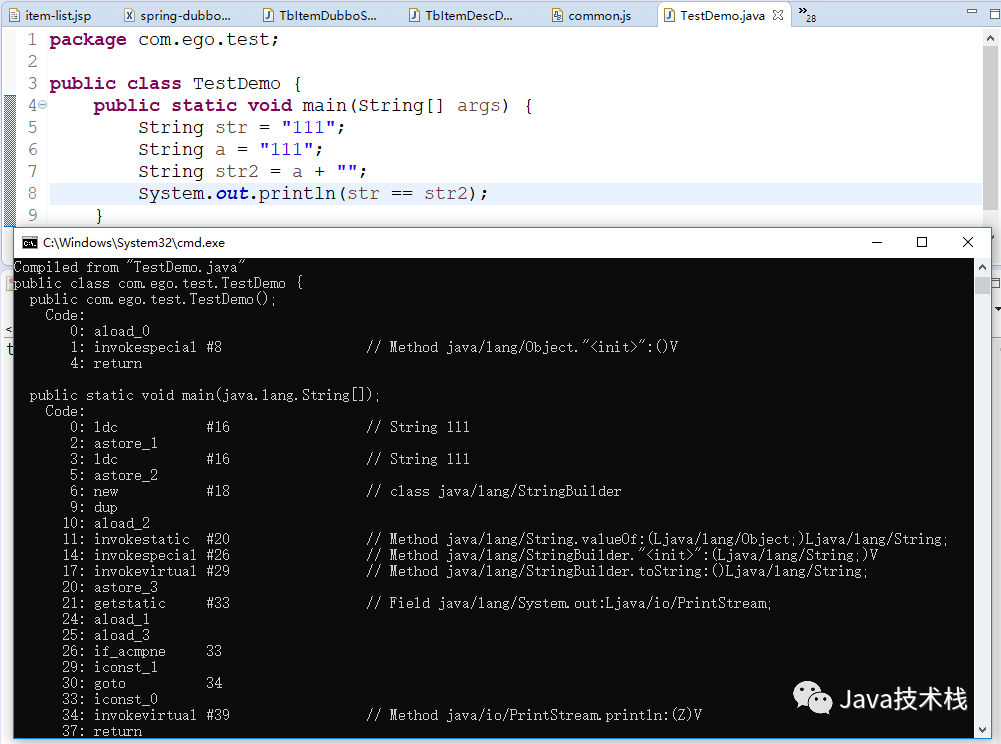 item-list.jsp spring-dubbo... TbItemDubboS... TbItemDescD... common.js TestDemo.java »28
1 package com.ego.test;
2
3 public class TestDemo {
4 public static void main(String[] args) {
5 String str = "111";
6 String a = "111";
7 String str2 = a + "";
8 System.out.println(str == str2);
9 }
C:\Windows\System32\cmd.exe
Compiled from "TestDemo.java"
public class com.ego.test.TestDemo {
public com.ego.test.TestDemo();
Code:
0: aload_0
1: invokespecial #8 // Method java/lang/Object."<init>":()V
4: return
public static void main(java.lang.String[]);
Code:
0: ldc #16 // String 111
2: astore_1
3: ldc #16 // String 111
5: astore_2
6: new #18 // class java/lang/StringBuilder
9: dup
10: aload_2
11: invokestatic #20 // Method java/lang/String.valueOf:(Ljava/lang/Object;)Ljava/lang/String;
14: invokespecial #26 // Method java/lang/StringBuilder."<init>":(Ljava/lang/String;)V
17: invokevirtual #29 // Method java/lang/StringBuilder.toString:()Ljava/lang/String;
20: astore_3
21: getstatic #33 // Field java/lang/System.out:Ljava/io/PrintStream;
24: aload_1
25: aload_3
26: if_acmpne 33
29: iconst_1
30: goto 34
33: iconst_0
34: invokevirtual #39 // Method java/io/PrintStream.println:(Z)V
37: return
Java技术栈